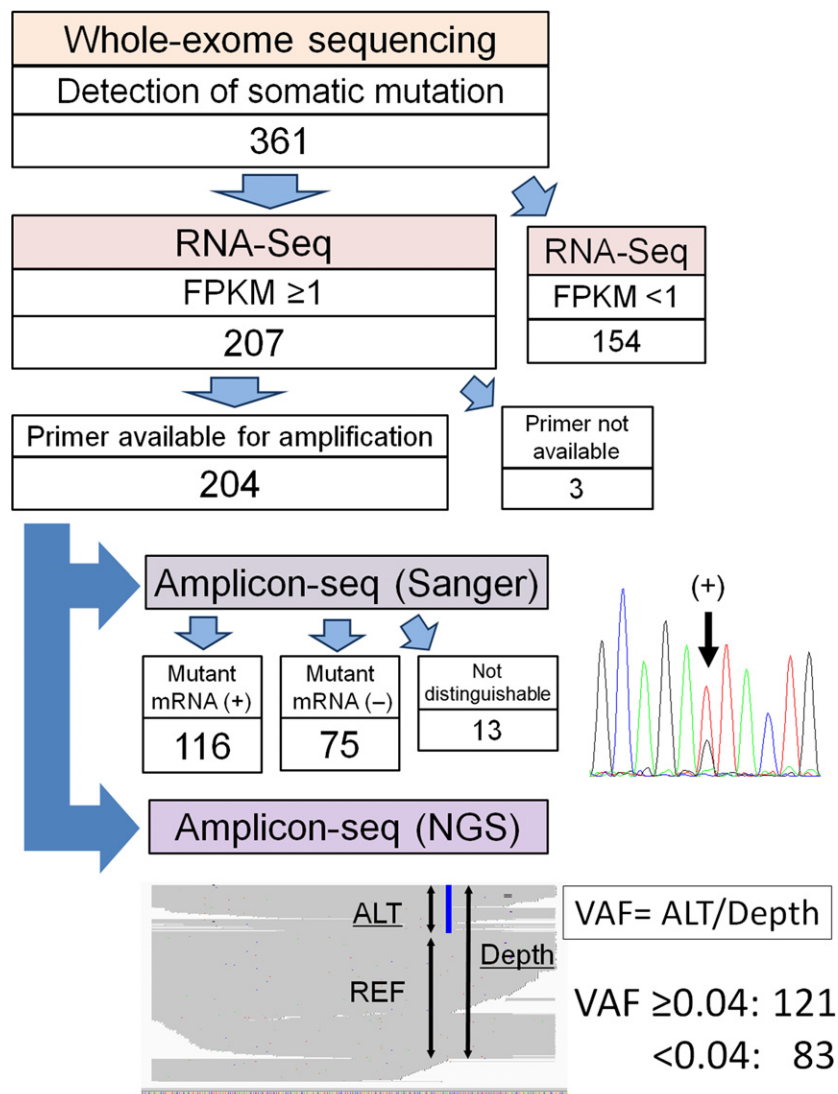 Whole-exome sequencing
Detection of somatic mutation
361
RNA-Seq
FPKM ≥1
207
RNA-Seq
FPKM <1
154
Primer available for amplification
204
Primer not
available
3
Amplicon-seq (Sanger)
Mutant
mRNA (+)
116
Mutant
mRNA (–)
75
Not
distinguishable
13
(+)
Amplicon-seq (NGS)
ALT
REF
Depth
VAF= ALT/Depth
VAF ≥0.04: 121
<0.04: 83